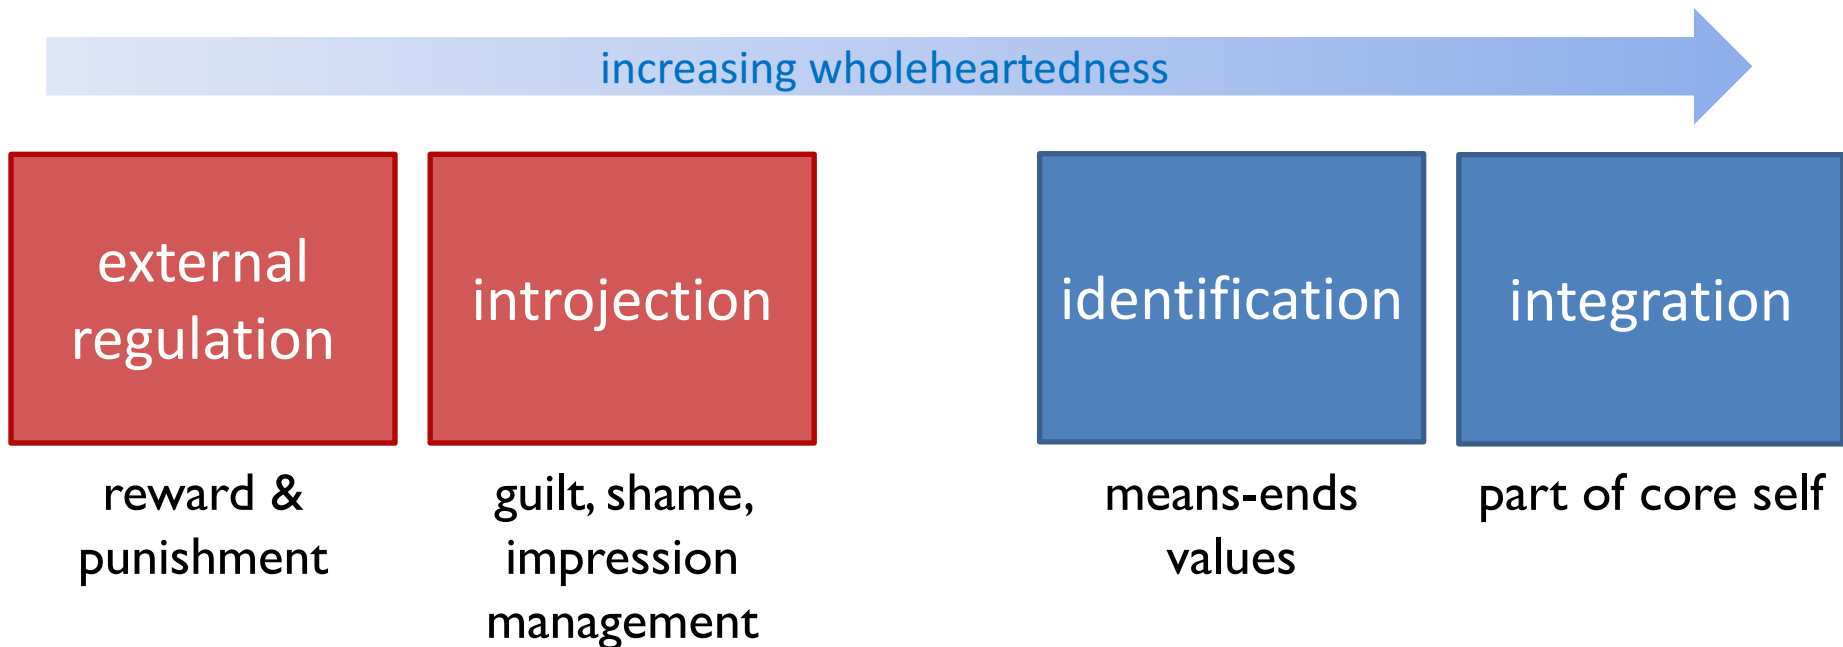 increasing wholeheartedness
external
regulation
introjection
identification
integration
reward &
punishment
guilt, shame,
impression
management
means-ends
values
part of core self